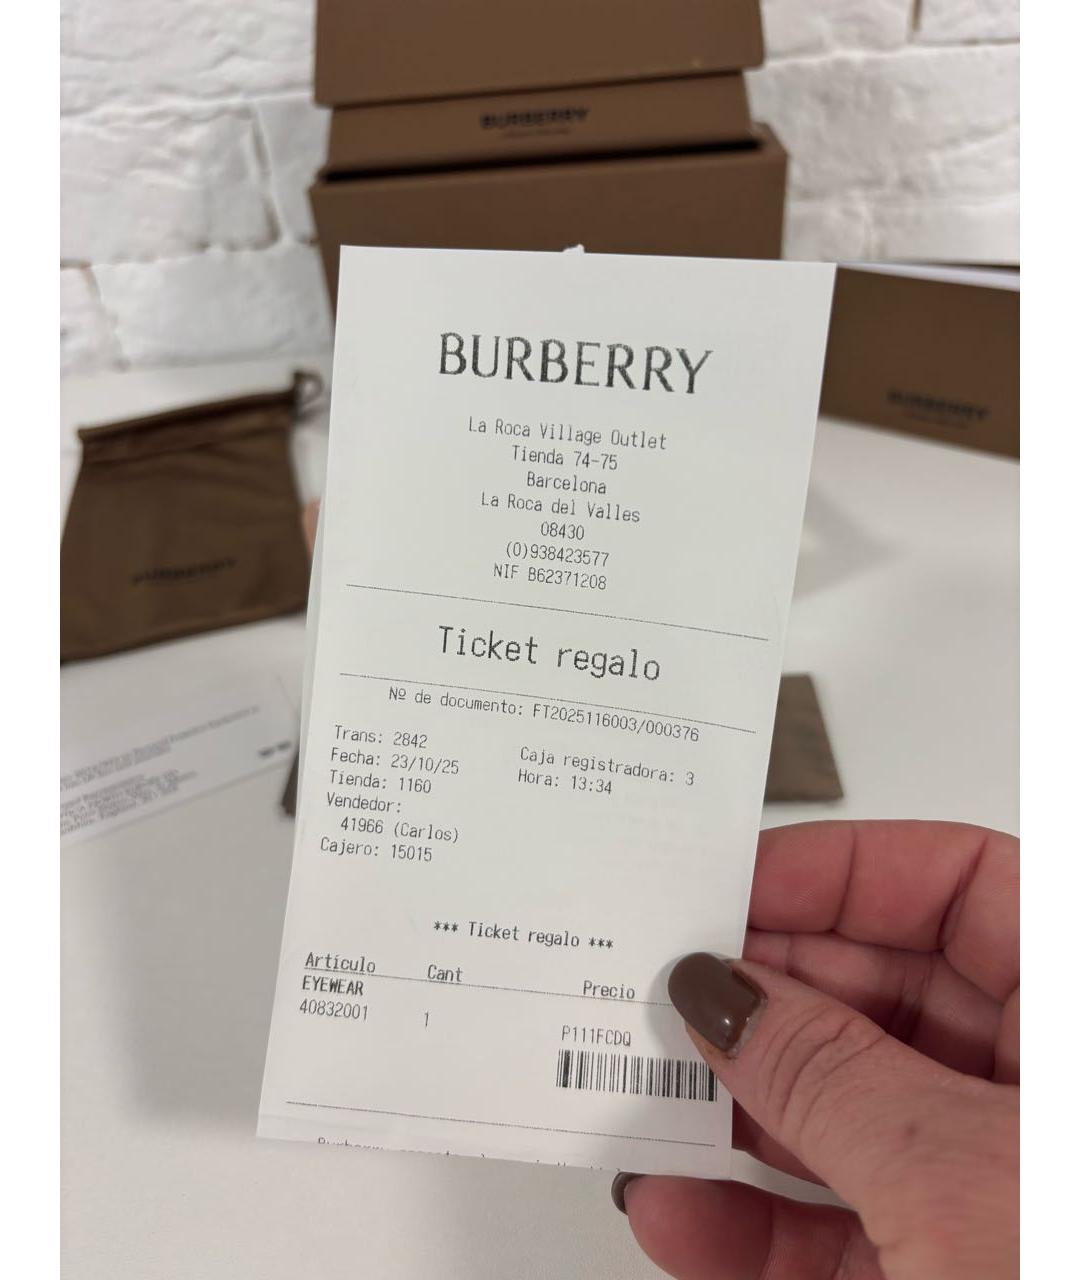 BURBERRY
BURBERRY
BURBERRY
BURBERRY
La Roca Village Outlet
Tienda 74-75
Barcelona
La Roca del Valles
08430
(0)938423577
NIF B62371208
Ticket regalo
Nº de documento: FT2025116003/000376
Trans: 2842
Fecha: 23/10/25 Caja registradora: 3
Tienda: 1160 Hora: 13:34
Vendedor:
41966 (Carlos)
Cajero: 15015
*** Ticket regalo ***
Artículo Cant Precio
EYEWEAR
40832001 1
P111FCDQ